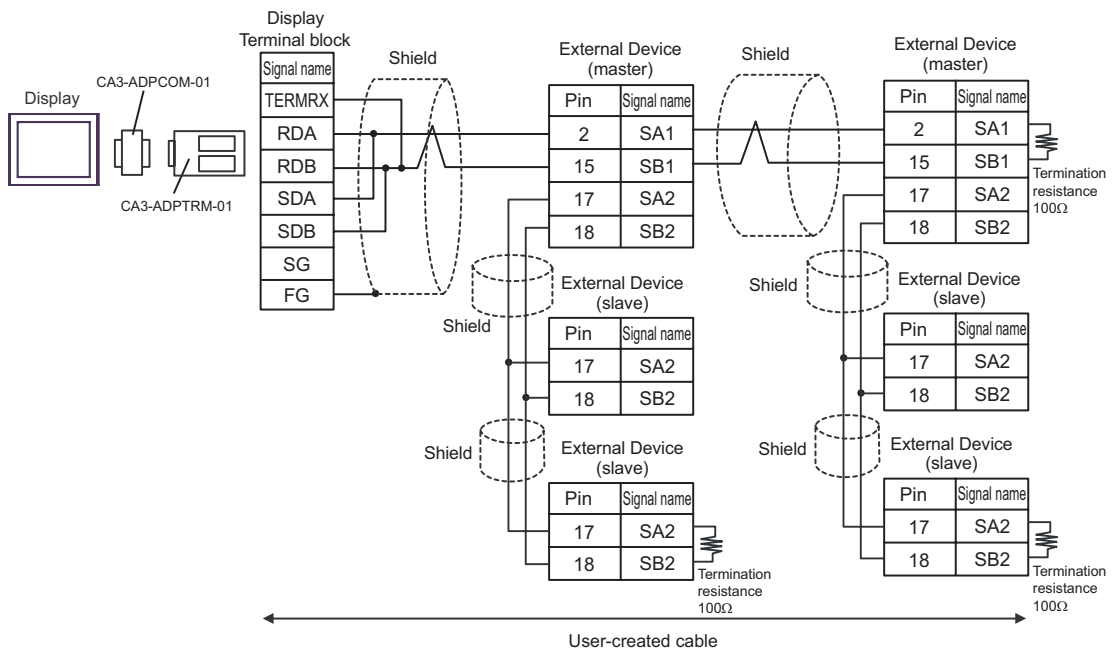 Display
CA3-ADPCOM-01
CA3-ADPTRM-01
Display
Terminal block
Signal name
TERMRX
RDA
RDB
SDA
SDB
SG
FG
Shield
External Device
(master)
Pin Signal name
2 SA1
15 SB1
17 SA2
18 SB2
Shield
External Device
(master)
Pin Signal name
2 SA1
15 SB1
17 SA2
18 SB2
Termination
resistance
100Ω
Shield
External Device
(slave)
Pin Signal name
17 SA2
18 SB2
Shield
External Device
(slave)
Pin Signal name
17 SA2
18 SB2
Shield
External Device
(slave)
Pin Signal name
17 SA2
18 SB2
Termination
resistance
100Ω
Shield
External Device
(slave)
Pin Signal name
17 SA2
18 SB2
Termination
resistance
100Ω
User-created cable